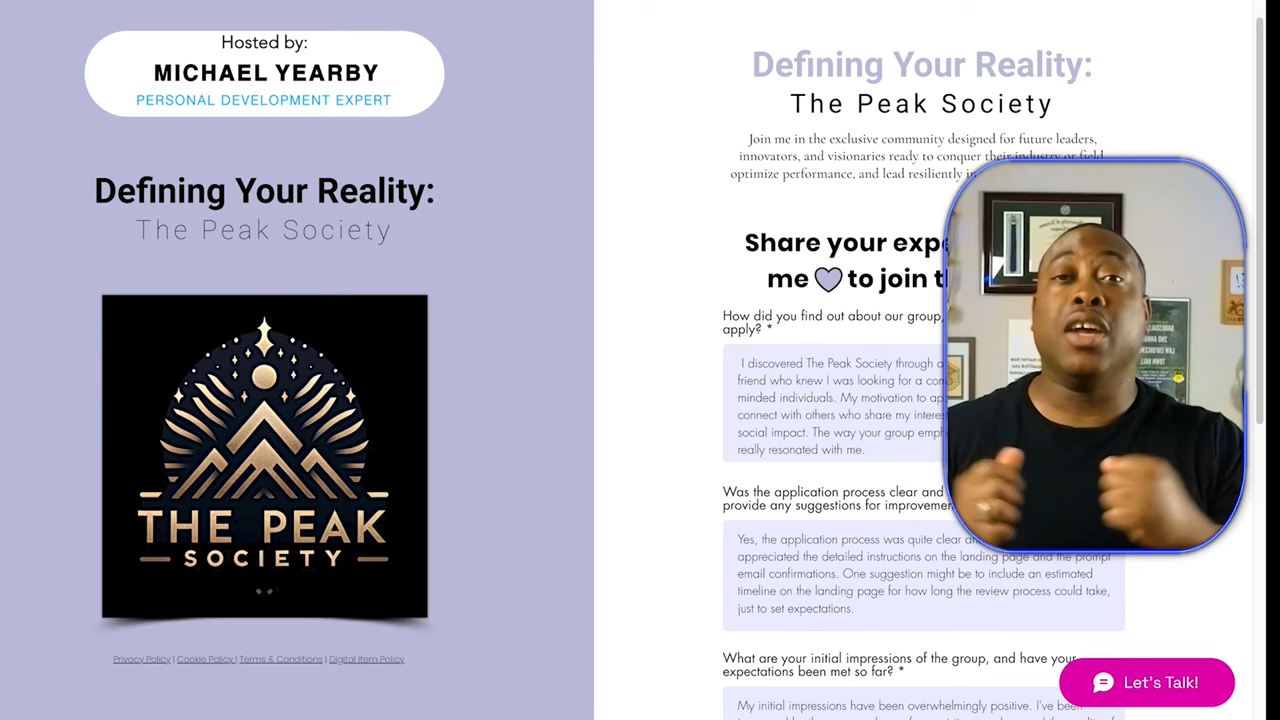 Hosted by:
MICHAEL YEARBY
PERSONAL DEVELOPMENT EXPERT
Defining Your Reality:
The Peak Society
THE PEAK
SOCIETY
Privacy Policy | Cookie Policy | Terms & Conditions | Digital Item Policy
Defining Your Reality:
The Peak Society
Join me in the exclusive community designed for future leaders,
innovators, and visionaries ready to conquer their industry or field
optimize performance, and lead resiliently
Share your
me to join
How did you find out about our group,
apply? *
I discovered The Peak Society through a
friend who knew I was looking for a
minded individuals. My motivation to
connect with others who share my
social impact. The way your group
really resonated with me.
Was the application process clear and
provide any suggestions for
Yes, the application process was quite clear
appreciated the detailed instructions on the landing page and the prompt
email confirmations. One suggestion might be to include an estimated
timeline on the landing page for how long the review process could take,
just to set expectations.
What are your initial impressions of the group, and have your
expectations been met so far? *
My initial impressions have been overwhelmingly positive. I've been
Let's Talk!